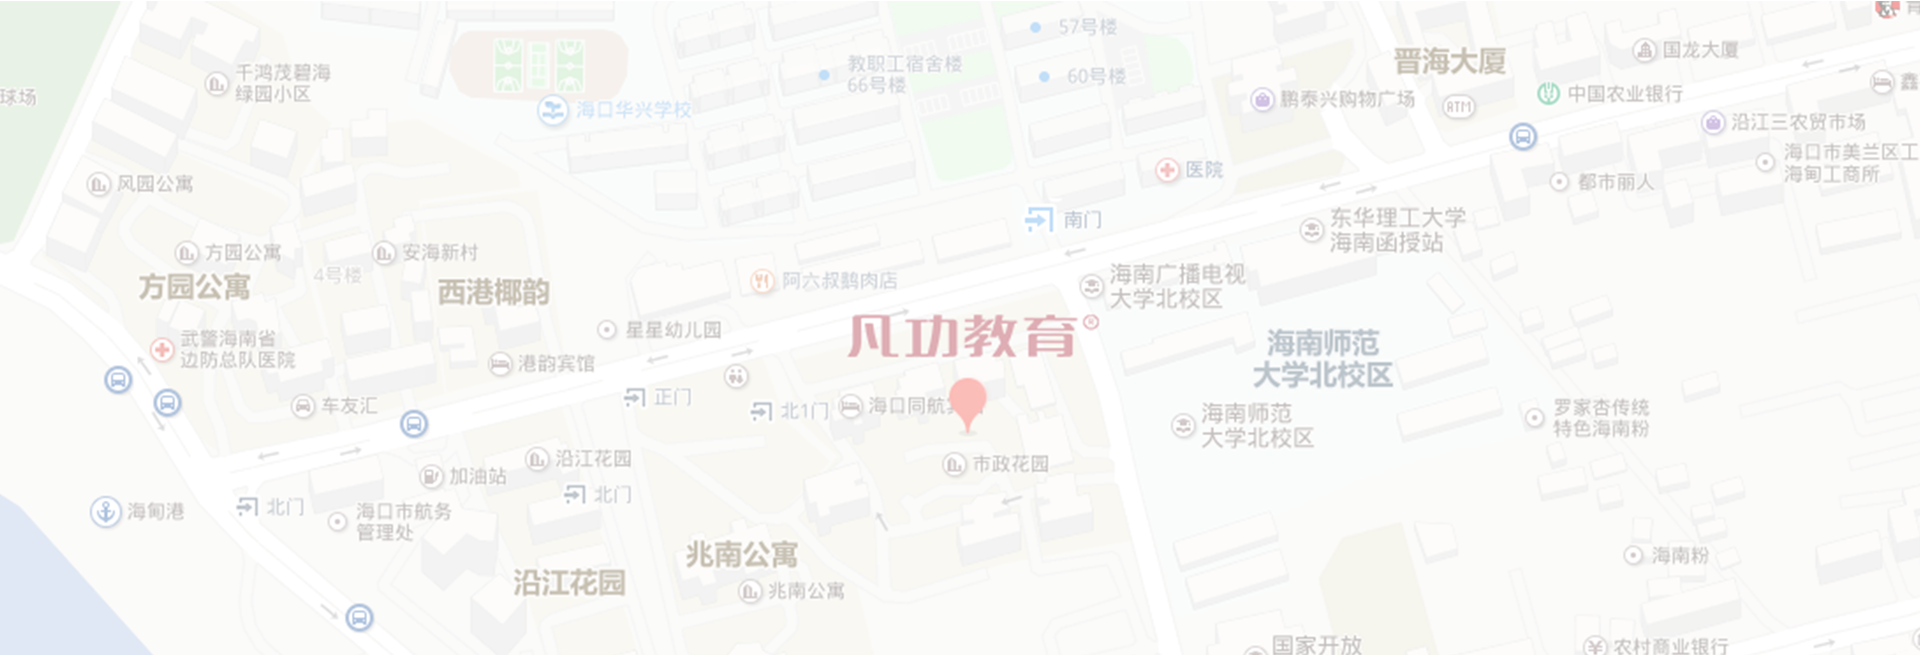 57号楼
晋海大厦
国龙大厦
球场
千鸿茂碧海
绿园小区
教职工宿舍楼
66号楼
60号楼
海口华兴学校
鹏泰兴购物广场
ATM
中国农业银行
鑫
沿江三农贸市场
风园公寓
医院
都市丽人
海口市美兰区工
海甸工商所
南门
东华理工大学
海南函授站
方园公寓
安海新村
4号楼
方园公寓
西港椰韵
阿六叔鹅肉店
海南广播电视
大学北校区
武警海南省
边防总队医院
星星幼儿园
凡功教育®
海南师范
大学北校区
港韵宾馆
车友汇
正门
北1门
海口同航宾
海南师范
大学北校区
罗家杏传统
特色海南粉
加油站
沿江花园
市政花园
海甸港
北门
海口市航务
管理处
北门
兆南公寓
海南粉
沿江花园
兆南公寓
国家开放
农村商业银行